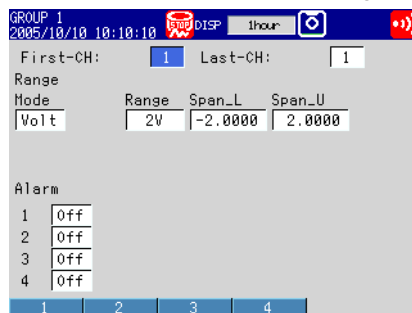 GROUP 1
2005/10/10 10:10:10 STOP DISP 1hour
First-CH: 1 Last-CH: 1
Range
Mode Range Span_L Span_U
Volt 2V -2.0000 2.0000
Alarm
1 Off
2 Off
3 Off
4 Off
1 2 3 4